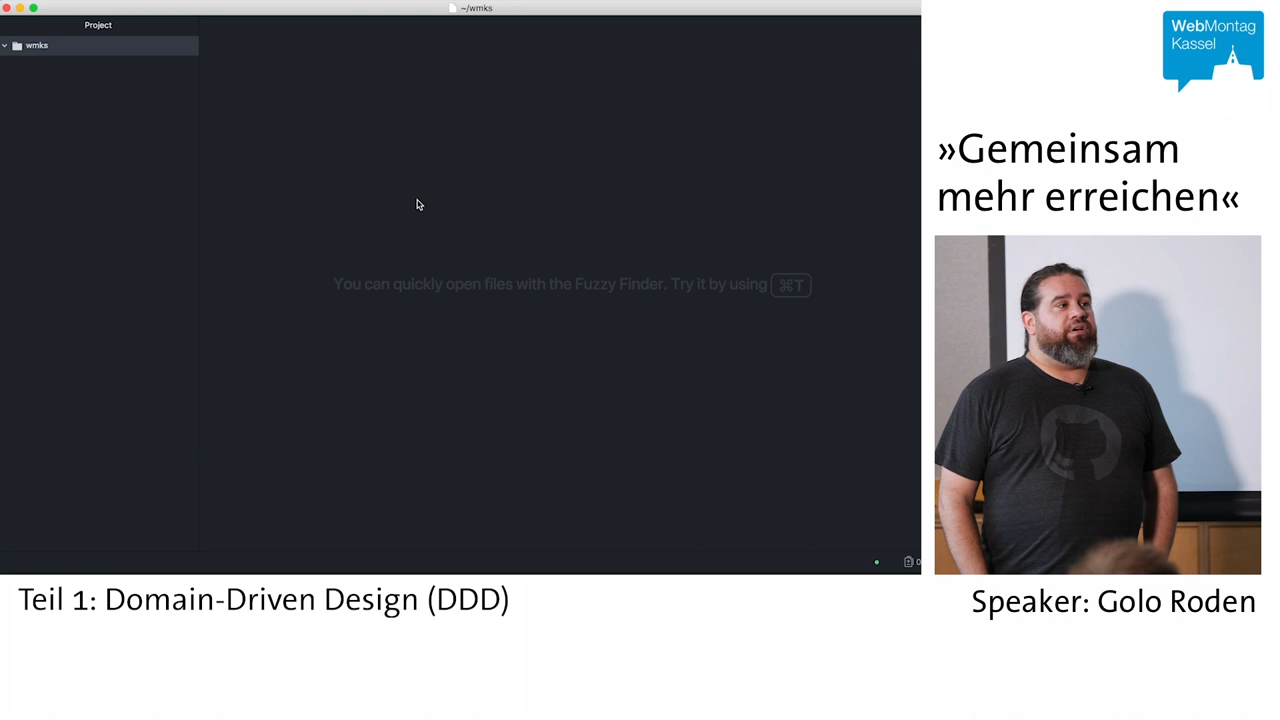 ~/wmks
Project
wmks
You can quickly open files with the Fuzzy Finder. Try it by using ⌘T
0
WebMontag
Kassel
»Gemeinsam
mehr erreichen«
Teil 1: Domain-Driven Design (DDD)
Speaker: Golo Roden